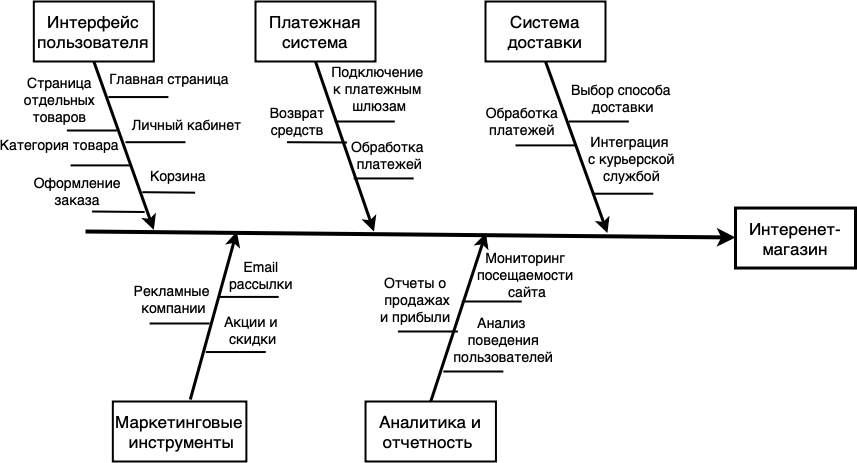 Интерфейс
пользователя
Платежная
система
Система
доставки
Страница
отдельных
товаров
Главная страница
Личный кабинет
Категория товара
Корзина
Оформление
заказа
Подключение
к платежным
шлюзам
Возврат
средств
Обработка
платежей
Выбор способа
доставки
Обработка
платежей
Интеграция
с курьерской
службой
Интеренет-
магазин
Email
рассылки
Рекламные
компании
Акции и
скидки
Мониторинг
посещаемости
сайта
Отчеты о
продажах
и прибыли
Анализ
поведения
пользователей
Маркетинговые
инструменты
Аналитика и
отчетность